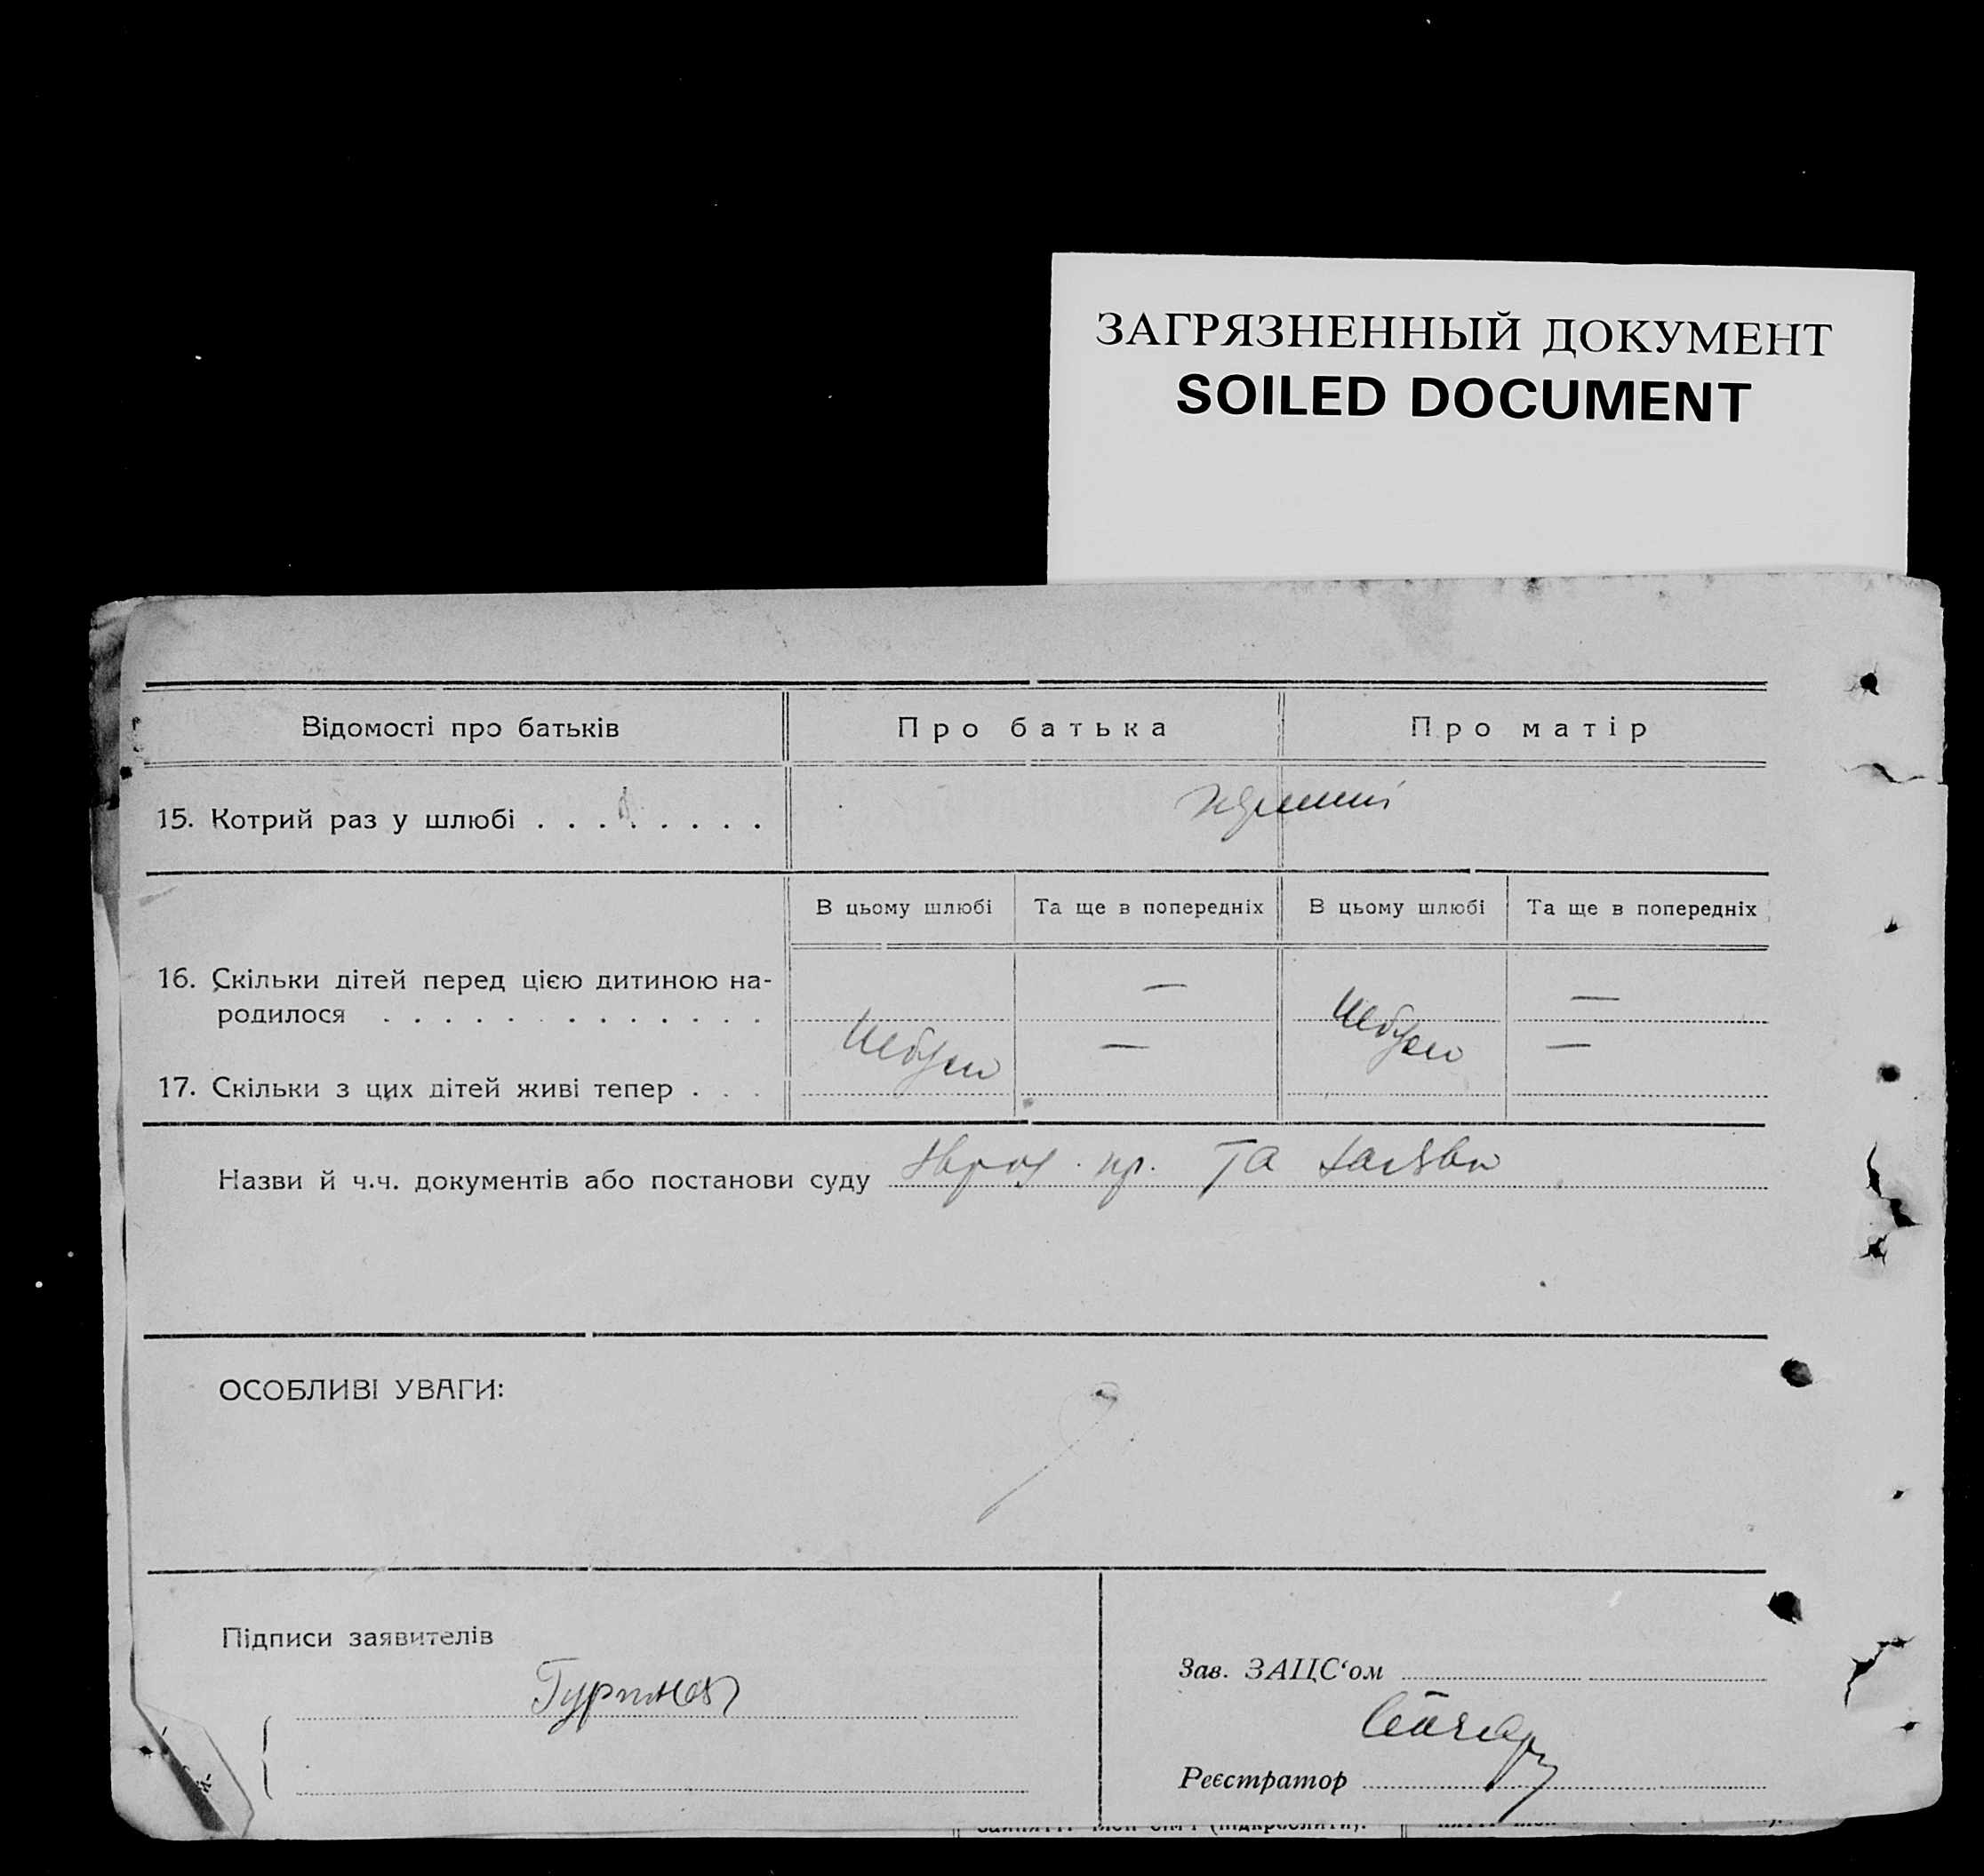 ЗАГРЯЗНЕННЫЙ ДОКУМЕНТ
SOILED DOCUMENT
Відомості про батьків Про батька Про матір
15. Котрий раз у шлюбі . . . . . . . .
В цьому шлюбі Та ще в попередніх В цьому шлюбі Та ще в попередніх
16. Скільки дітей перед цією дитиною на-
родилося . . . . . . . . . . . . . — —
— —
17. Скільки з цих дітей живі тепер . . .
Назви й ч.ч. документів або постанови суду та
ОСОБЛИВІ УВАГИ:
Підписи заявителів
Зав. ЗАЦС‘ом
Реєстратор